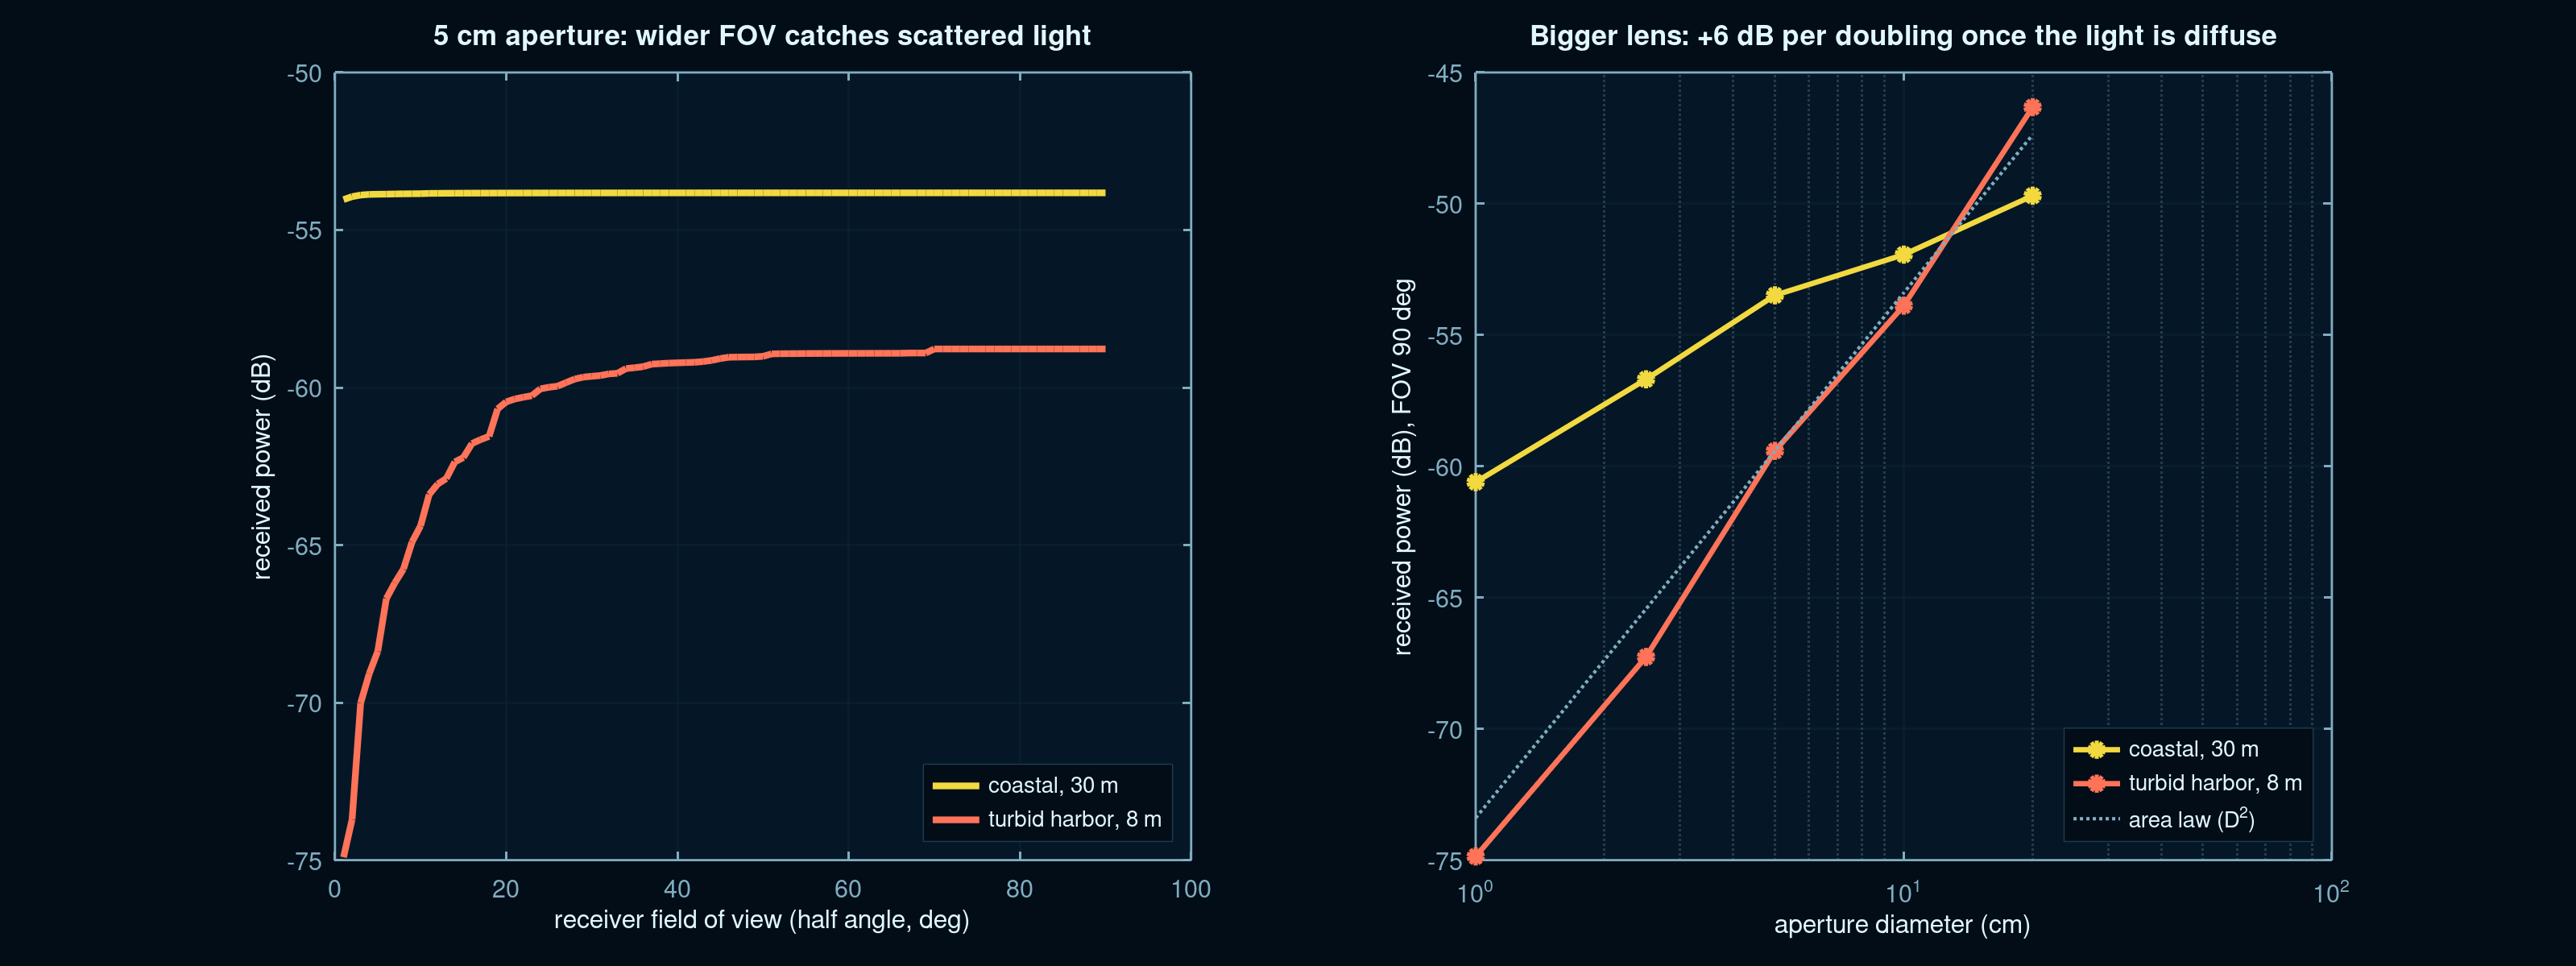 5 cm aperture: wider FOV catches scattered light
received power (dB)
-50
-55
-60
-65
-70
-75
0 20 40 60 80 100
receiver field of view (half angle, deg)
coastal, 30 m
turbid harbor, 8 m
Bigger lens: +6 dB per doubling once the light is diffuse
received power (dB), FOV 90 deg
-45
-50
-55
-60
-65
-70
-75
10⁰ 10¹ 10²
aperture diameter (cm)
coastal, 30 m
turbid harbor, 8 m
area law (D²)